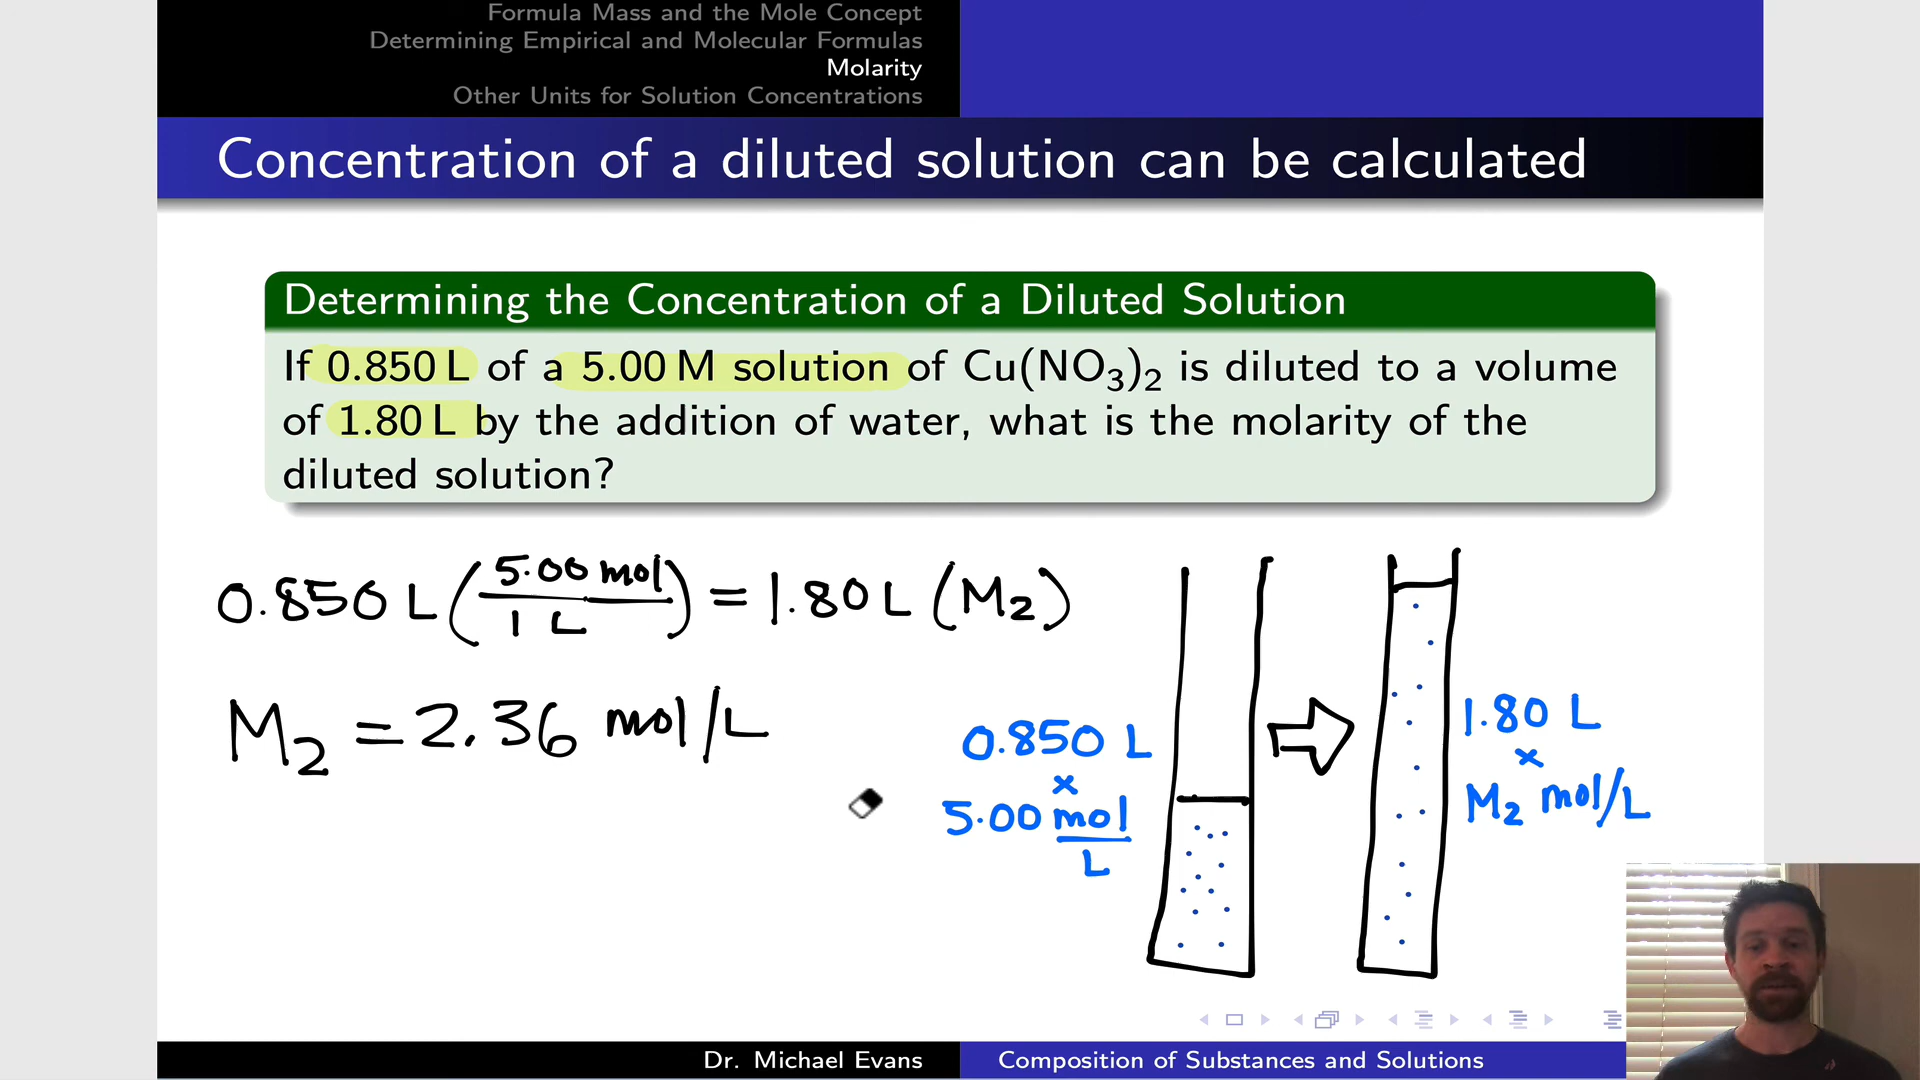 Formula Mass and the Mole Concept
Determining Empirical and Molecular Formulas
Molarity
Other Units for Solution Concentrations
Concentration of a diluted solution can be calculated
Determining the Concentration of a Diluted Solution
If 0.850 L of a 5.00 M solution of Cu(NO₃)₂ is diluted to a volume
of 1.80 L by the addition of water, what is the molarity of the
diluted solution?
0.850 L (5.00 mol / 1 L) = 1.80 L (M₂)
M₂ = 2.36 mol/L
0.850 L
×
5.00 mol
L
1.80 L
×
M₂ mol/L
Dr. Michael Evans
Composition of Substances and Solutions